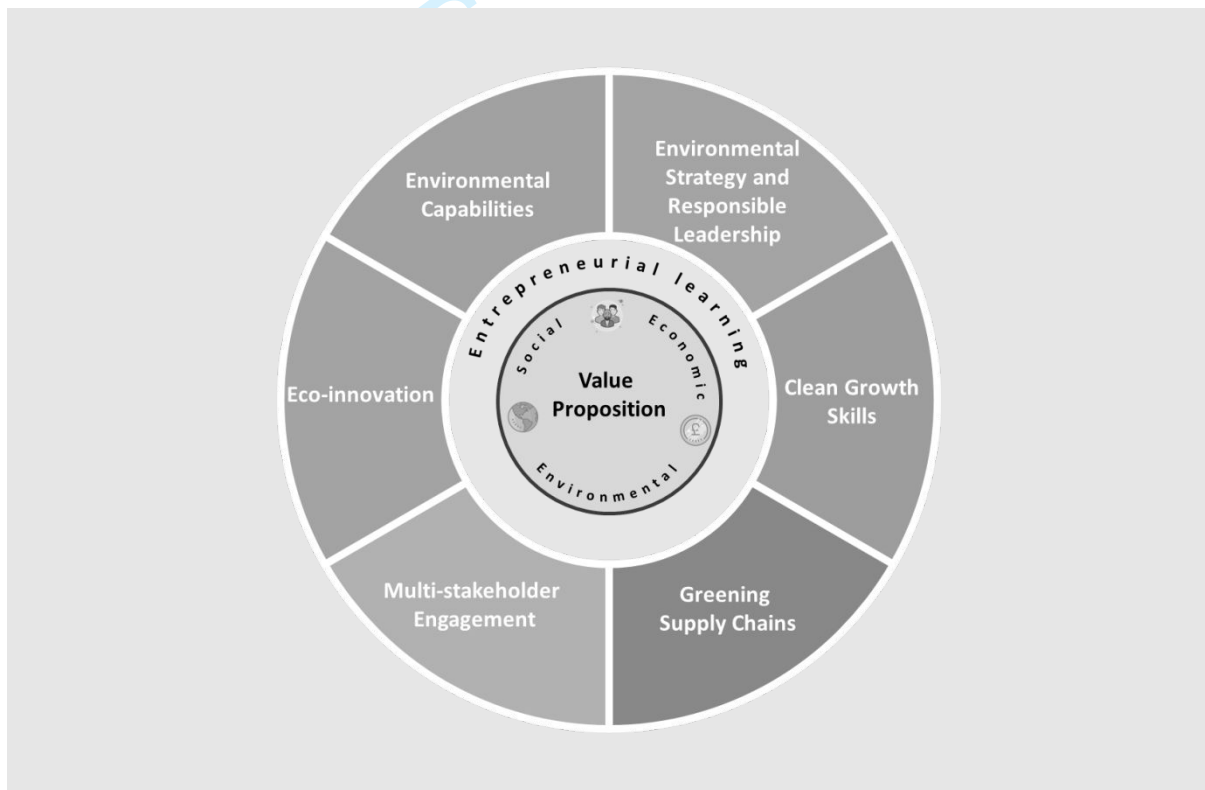 Environmental
Strategy and
Responsible
Leadership
Clean Growth
Skills
Greening
Supply Chains
Multi-stakeholder
Engagement
Eco-innovation
Environmental
Capabilities
Entrepreneurial learning
Social
Economic
Environmental
Value
Proposition
£